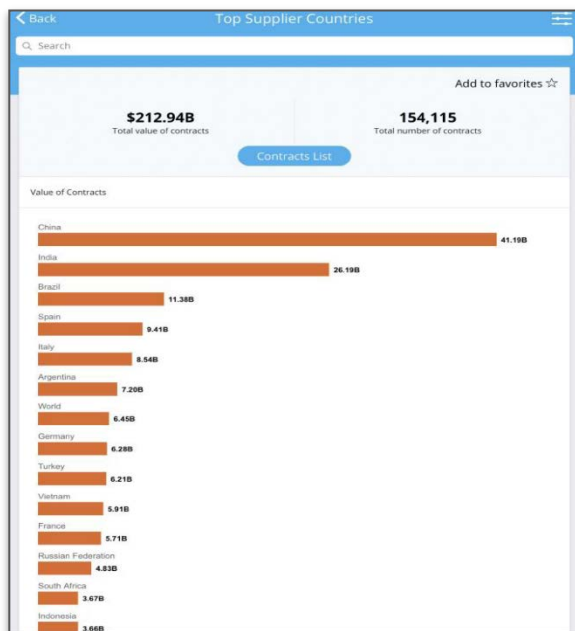 Back
Top Supplier Countries
Search
Add to favorites ☆
$212.94B
Total value of contracts
154,115
Total number of contracts
Contracts List
Value of Contracts
China
41.19B
India
26.19B
Brazil
11.38B
Spain
9.41B
Italy
8.54B
Argentina
7.20B
World
6.45B
Germany
6.28B
Turkey
6.21B
Vietnam
5.91B
France
5.71B
Russian Federation
4.83B
South Africa
3.67B
Indonesia
3.66B